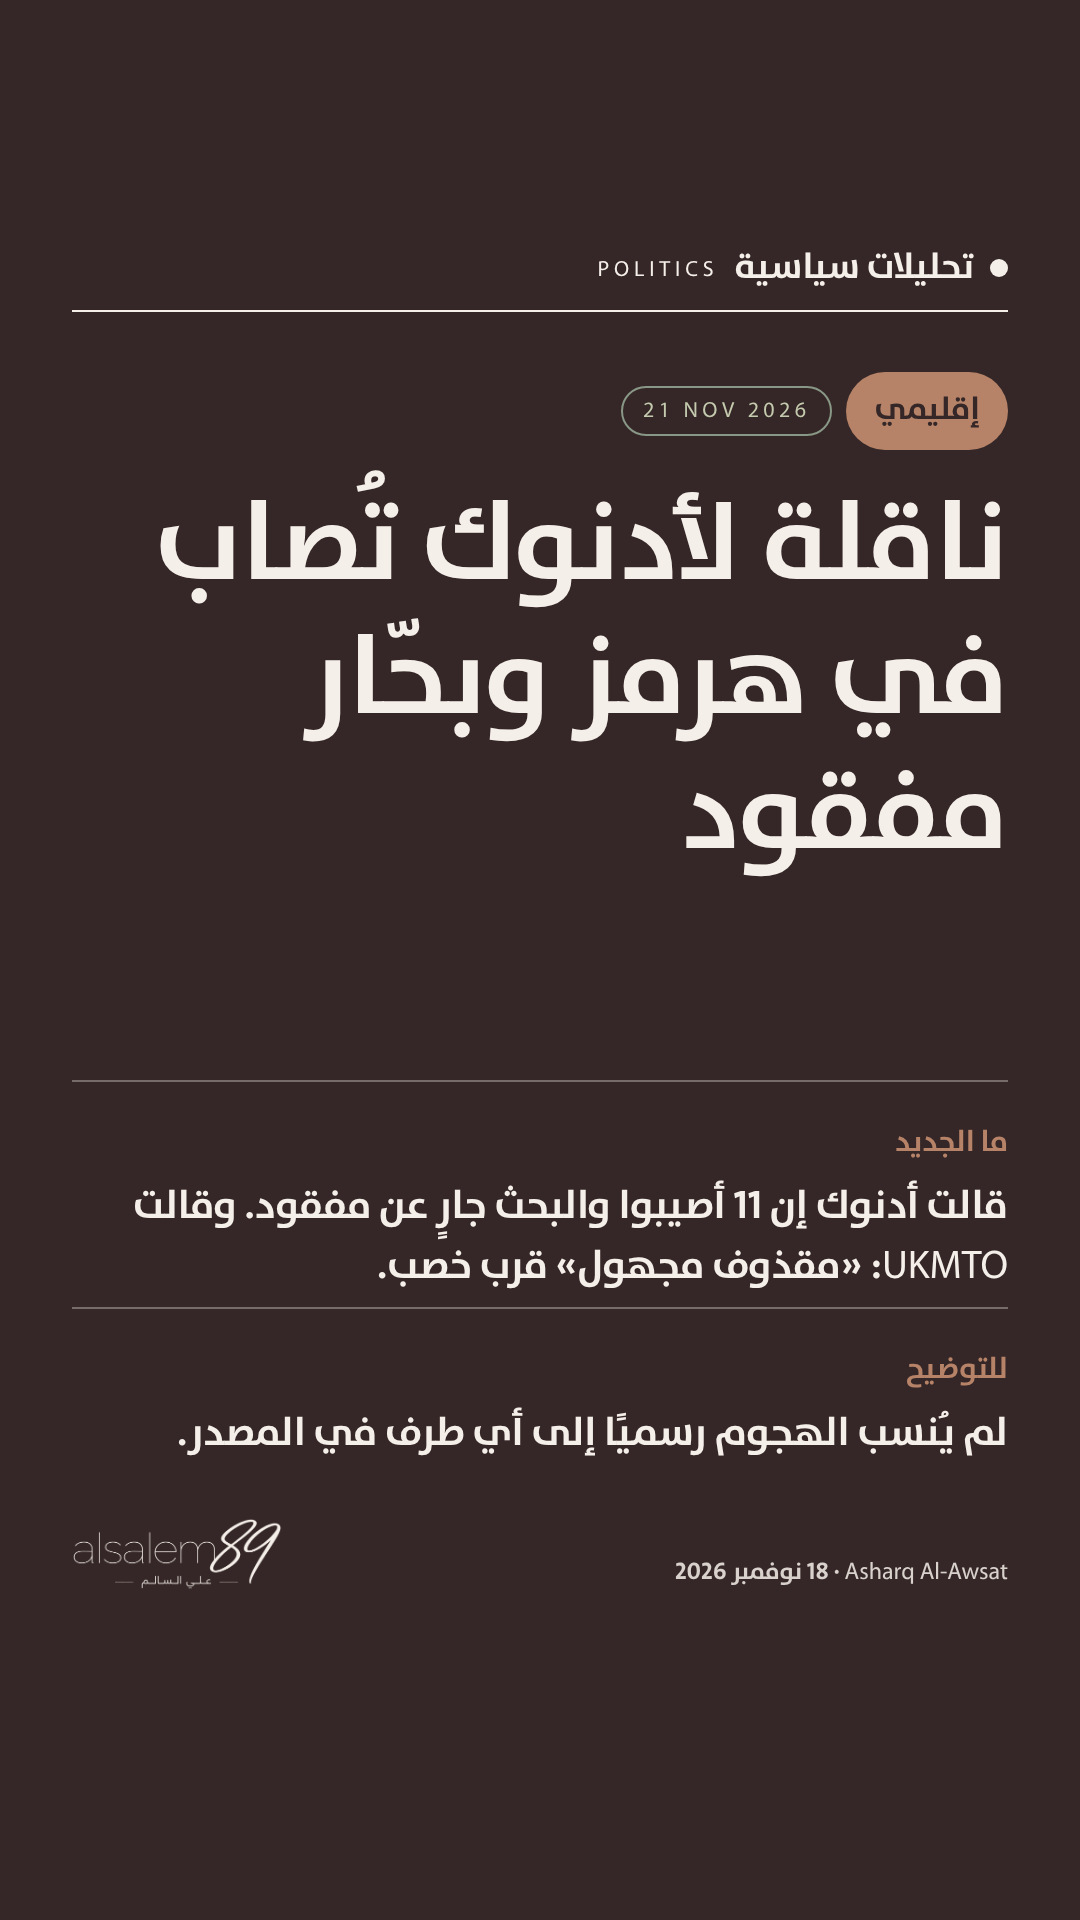 تحليلات سياسية POLITICS
إقليمي 21 NOV 2026
ناقلة لأدنوك تُصاب
في هرمز وبحّار
مفقود
ما الجديد
قالت أدنوك إن 11 أصيبوا والبحث جارٍ عن مفقود. وقالت
UKMTO: «مقذوف مجهول» قرب خصب.
للتوضيح
لم يُنسب الهجوم رسميًا إلى أي طرف في المصدر.
Asharq Al-Awsat · 18 نوفمبر 2026
alsalem89
علي السالم